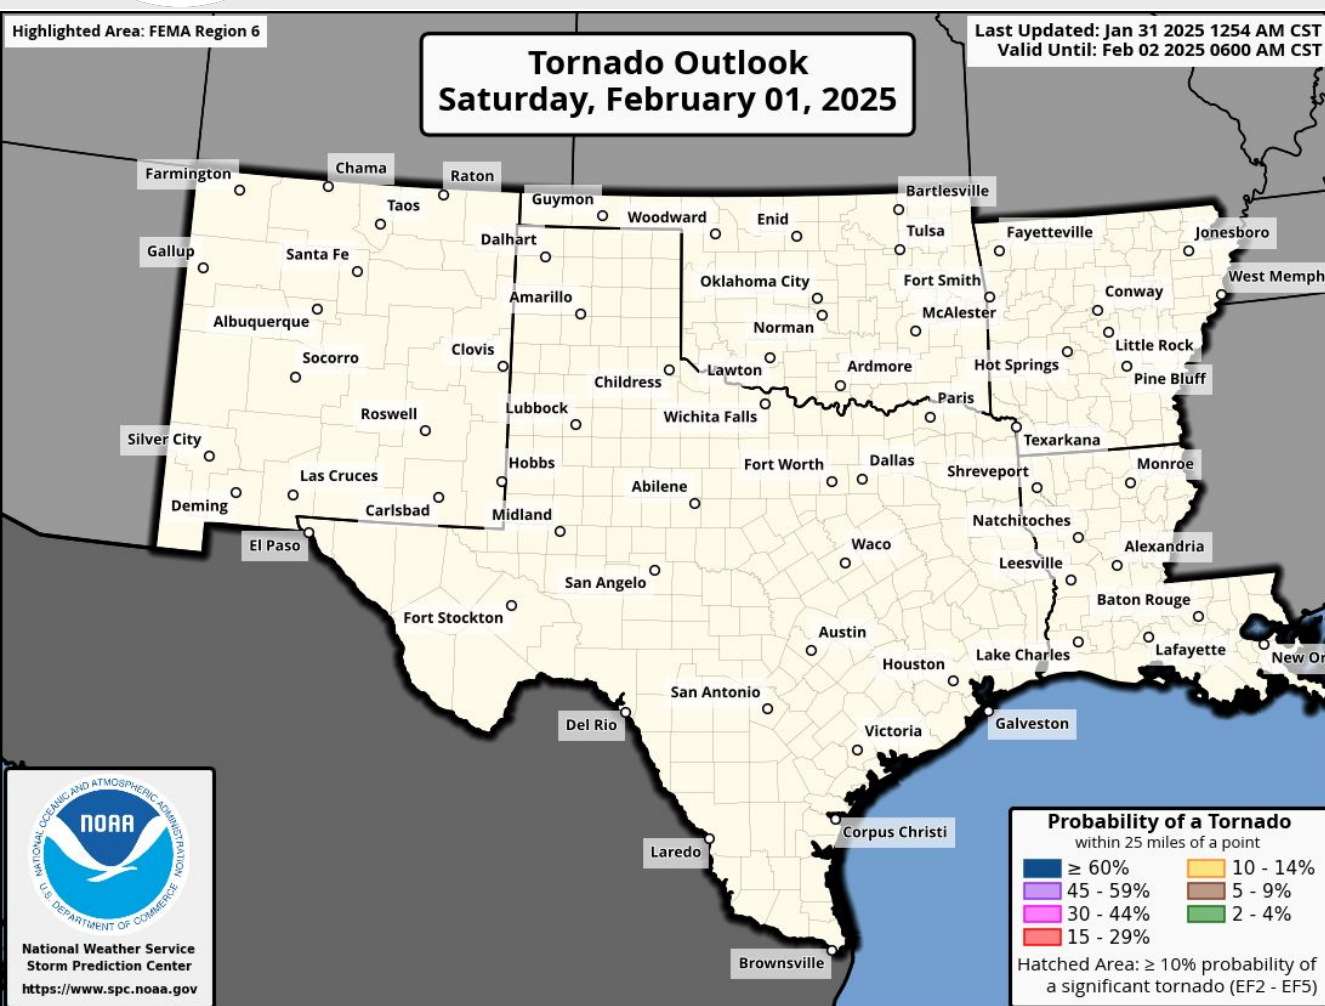 Highlighted Area: FEMA Region 6
Last Updated: Jan 31 2025 1254 AM CST
Valid Until: Feb 02 2025 0600 AM CST
Tornado Outlook
Saturday, February 01, 2025
Farmington
Chama
Raton
Taos
Guymon
Woodward
Enid
Bartlesville
Tulsa
Fayetteville
Jonesboro
Gallup
Santa Fe
Dalhart
Oklahoma City
Fort Smith
West Memph
Albuquerque
Amarillo
Norman
McAlester
Conway
Little Rock
Socorro
Clovis
Childress
Lawton
Ardmore
Hot Springs
Pine Bluff
Roswell
Lubbock
Wichita Falls
Paris
Texarkana
Silver City
Las Cruces
Hobbs
Abilene
Fort Worth
Dallas
Shreveport
Monroe
Deming
Carlsbad
Midland
Natchitoches
El Paso
San Angelo
Waco
Leesville
Alexandria
Fort Stockton
Austin
Baton Rouge
Houston
Lake Charles
Lafayette
New Or
Del Rio
San Antonio
Victoria
Galveston
Laredo
Corpus Christi
Brownsville
NATIONAL OCEANIC AND ATMOSPHERIC ADMINISTRATION
NOAA
U.S. DEPARTMENT OF COMMERCE
National Weather Service
Storm Prediction Center
https://www.spc.noaa.gov
Probability of a Tornado
within 25 miles of a point
≥ 60%
45 - 59%
30 - 44%
15 - 29%
10 - 14%
5 - 9%
2 - 4%
Hatched Area: ≥ 10% probability of
a significant tornado (EF2 - EF5)